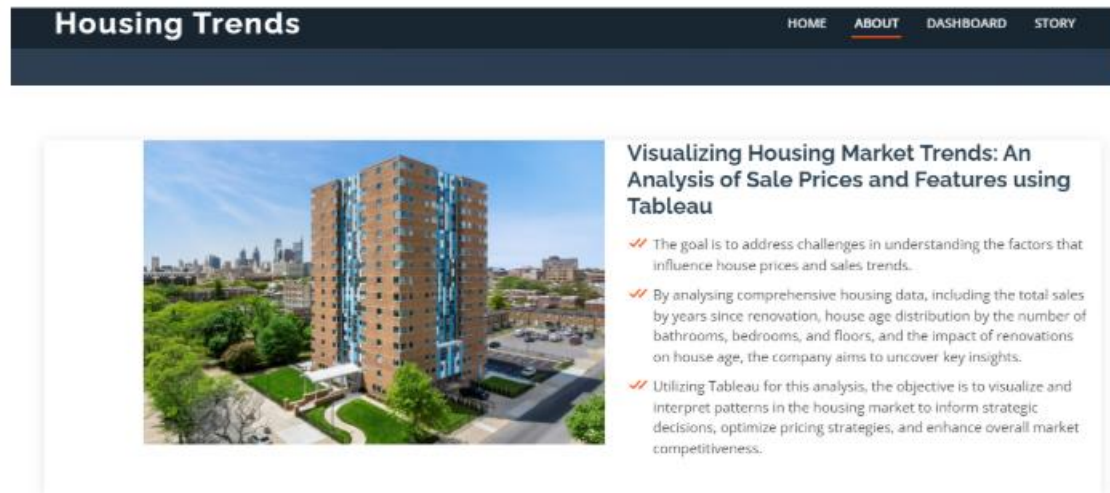 Housing Trends
HOME ABOUT DASHBOARD STORY
Visualizing Housing Market Trends: An
Analysis of Sale Prices and Features using
Tableau
The goal is to address challenges in understanding the factors that
influence house prices and sales trends.
By analysing comprehensive housing data, including the total sales
by years since renovation, house age distribution by the number of
bathrooms, bedrooms, and floors, and the impact of renovations
on house age, the company aims to uncover key insights.
Utilizing Tableau for this analysis, the objective is to visualize and
interpret patterns in the housing market to inform strategic
decisions, optimize pricing strategies, and enhance overall market
competitiveness.